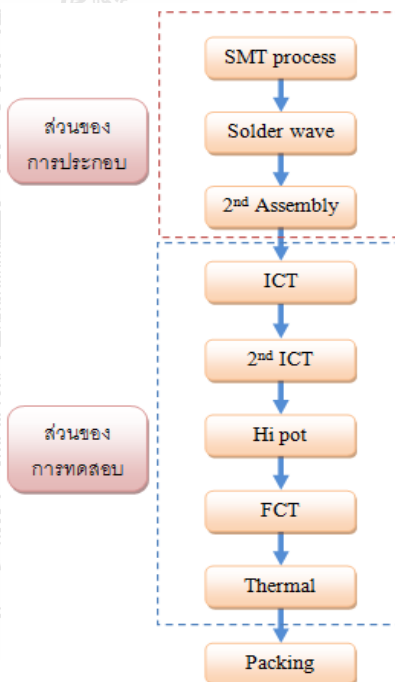 SMT process
ส่วนของ
การประกอบ
Solder wave
2nd Assembly
ICT
2nd ICT
ส่วนของ
การทดสอบ
Hi pot
FCT
Thermal
Packing